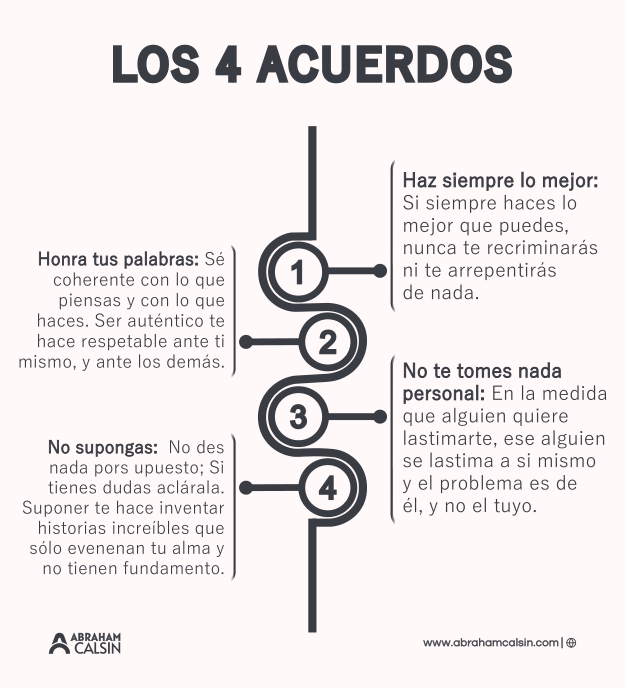 LOS 4 ACUERDOS
1
Haz siempre lo mejor:
Si siempre haces lo
mejor que puedes,
nunca te recriminarás
ni te arrepentirás
de nada.
2
Honra tus palabras: Sé
coherente con lo que
piensas y con lo que
haces. Ser auténtico te
hace respetable ante ti
mismo, y ante los demás.
3
No te tomes nada
personal: En la medida
que alguien quiere
lastimarte, ese alguien
se lastima a si mismo
y el problema es de
él, y no el tuyo.
4
No supongas: No des
nada pors upuesto; Si
tienes dudas aclárala.
Suponer te hace inventar
historias increíbles que
sólo evenenan tu alma y
no tienen fundamento.
ABRAHAM
CALSIN
www.abrahamcalsin.com |